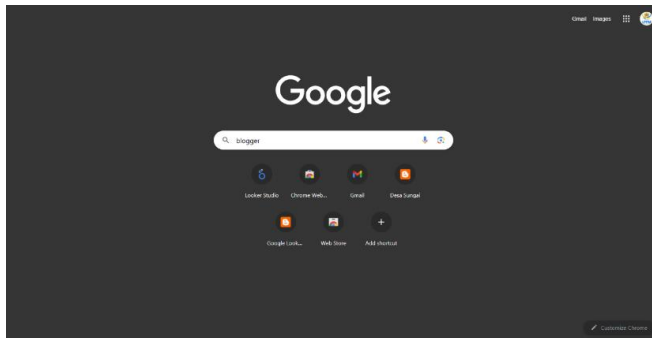 Gmail Images
Google
blogger
Looker Studio Chrome Web... Gmail Desa Sungai
Google Look... Web Store Add shortcut
Customize Chrome